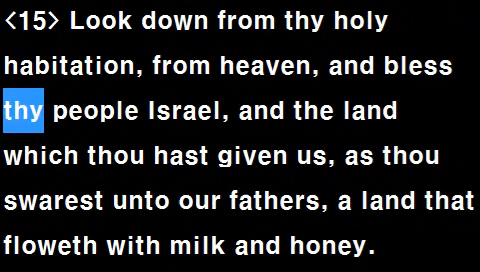 <15> Look down from thy holy
habitation, from heaven, and bless
thy people Israel, and the land
which thou hast given us, as thou
swarest unto our fathers, a land that
floweth with milk and honey.